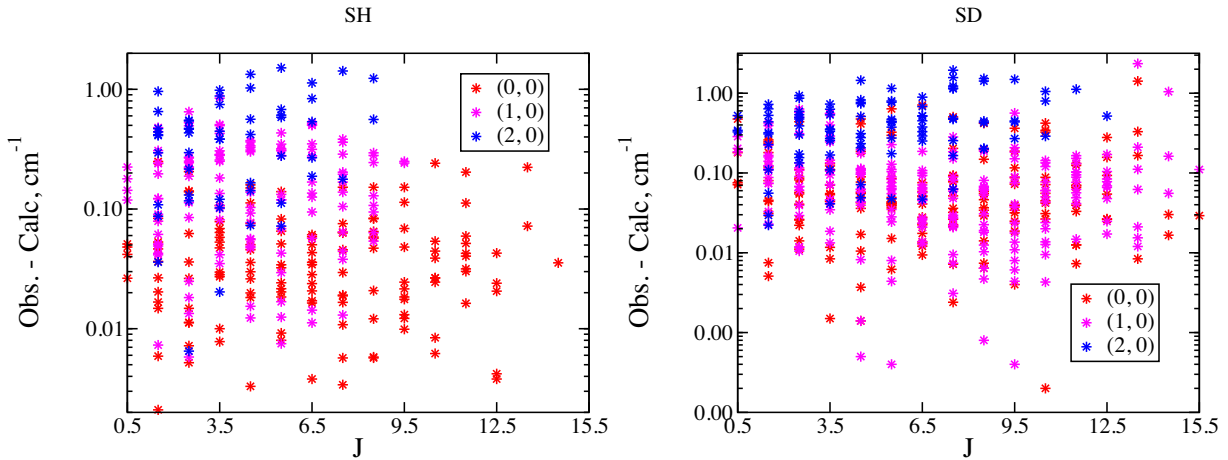 SH
Obs. - Calc, cm⁻¹
1.00
0.10
0.01
(0, 0)
(1, 0)
(2, 0)
0.5 3.5 6.5 9.5 12.5 15.5
J
SD
Obs. - Calc, cm⁻¹
1.00
0.10
0.01
0.00
0.00
(0, 0)
(1, 0)
(2, 0)
0.5 3.5 6.5 9.5 12.5 15.5
J